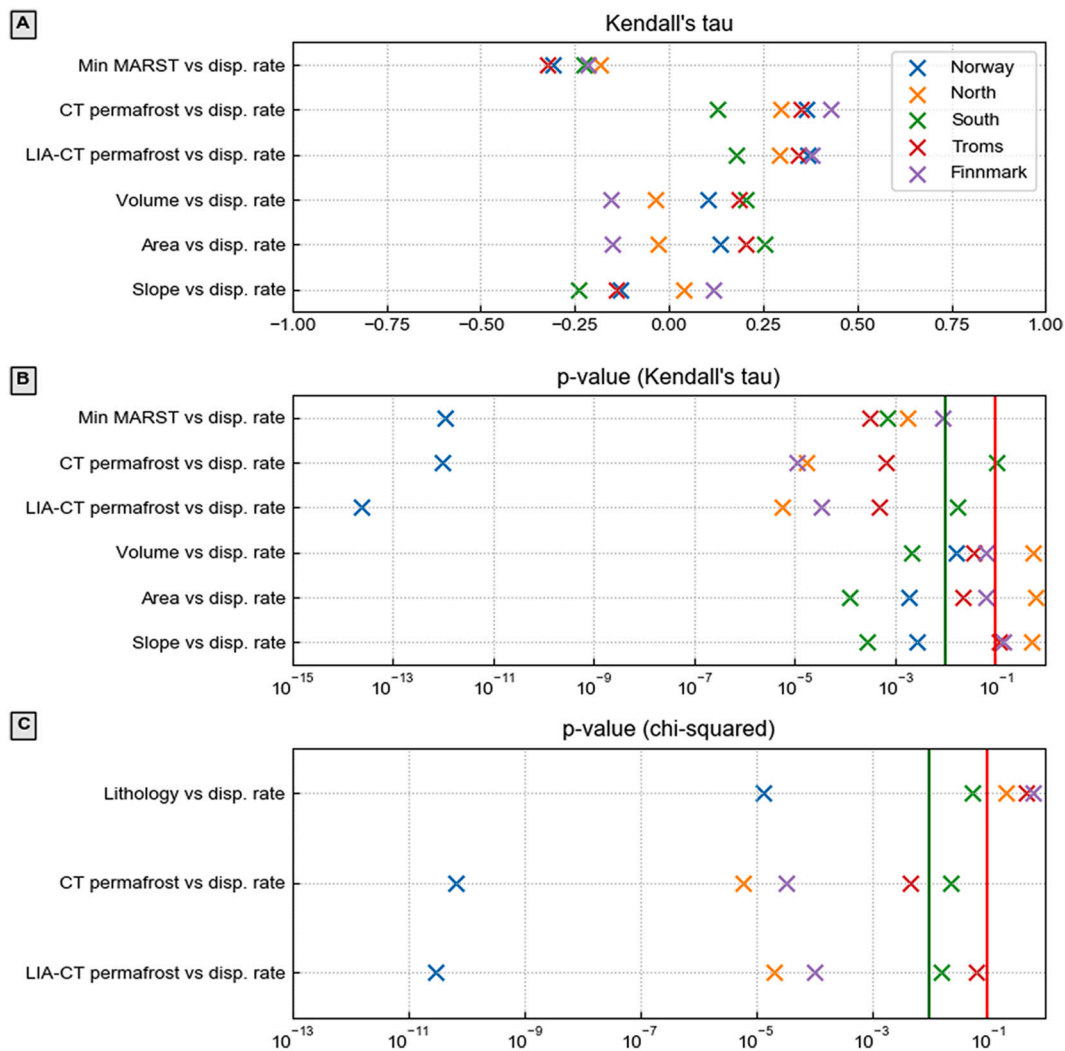 A
Kendall's tau
Min MARST vs disp. rate
CT permafrost vs disp. rate
LIA-CT permafrost vs disp. rate
Volume vs disp. rate
Area vs disp. rate
Slope vs disp. rate
Norway
North
South
Troms
Finnmark
−1.00 −0.75 −0.50 −0.25 0.00 0.25 0.50 0.75 1.00
B
p-value (Kendall's tau)
Min MARST vs disp. rate
CT permafrost vs disp. rate
LIA-CT permafrost vs disp. rate
Volume vs disp. rate
Area vs disp. rate
Slope vs disp. rate
10⁻¹⁵ 10⁻¹³ 10⁻¹¹ 10⁻⁹ 10⁻⁷ 10⁻⁵ 10⁻³ 10⁻¹
C
p-value (chi-squared)
Lithology vs disp. rate
CT permafrost vs disp. rate
LIA-CT permafrost vs disp. rate
10⁻¹³ 10⁻¹¹ 10⁻⁹ 10⁻⁷ 10⁻⁵ 10⁻³ 10⁻¹